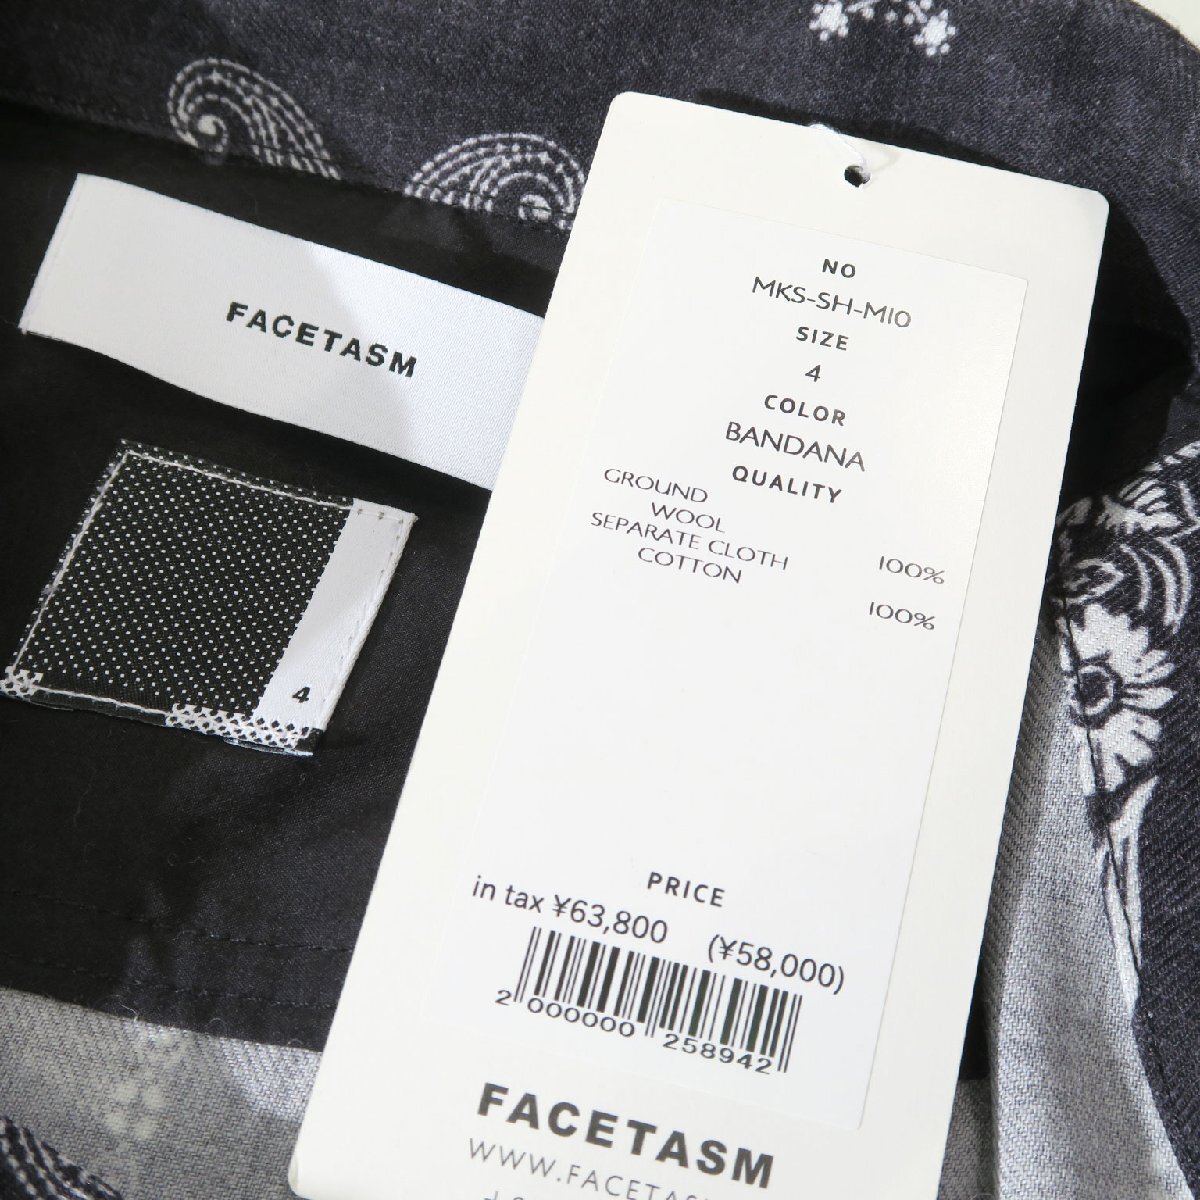 FACETASM
4
NO
MKS-SH-M10
SIZE
4
COLOR
BANDANA
QUALITY
GROUND
WOOL 100%
SEPARATE CLOTH
COTTON 100%
PRICE
in tax ¥63,800 (¥58,000)
2 000000 258942
FACETASM
WWW.FACETASM